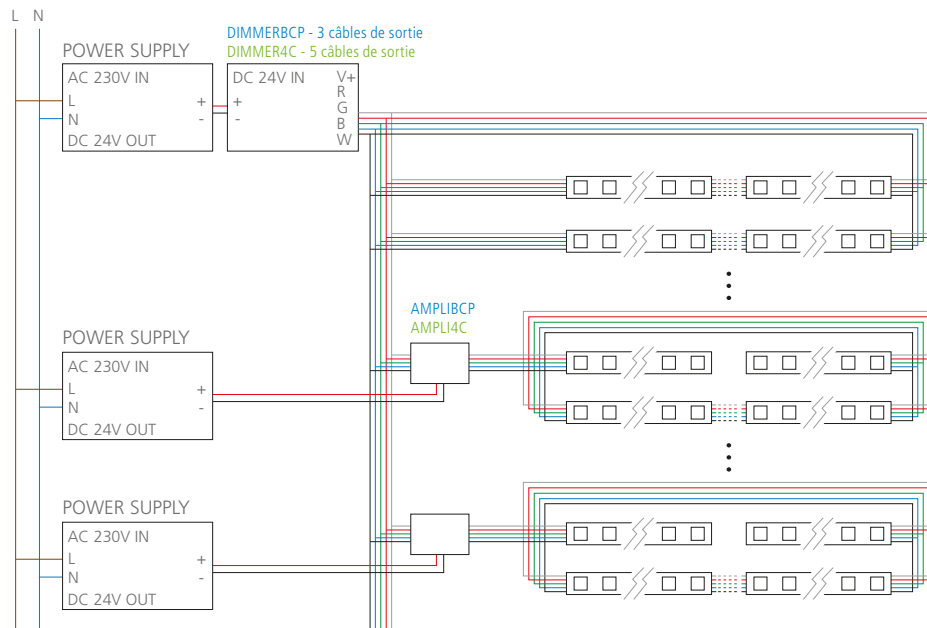 L N
POWER SUPPLY
AC 230V IN
L +
N -
DC 24V OUT
DIMMERBCP - 3 câbles de sortie
DIMMER4C - 5 câbles de sortie
DC 24V IN
+
-
V+
R
G
B
W
AMPLIBCP
AMPLI4C
POWER SUPPLY
AC 230V IN
L +
N -
DC 24V OUT
POWER SUPPLY
AC 230V IN
L +
N -
DC 24V OUT